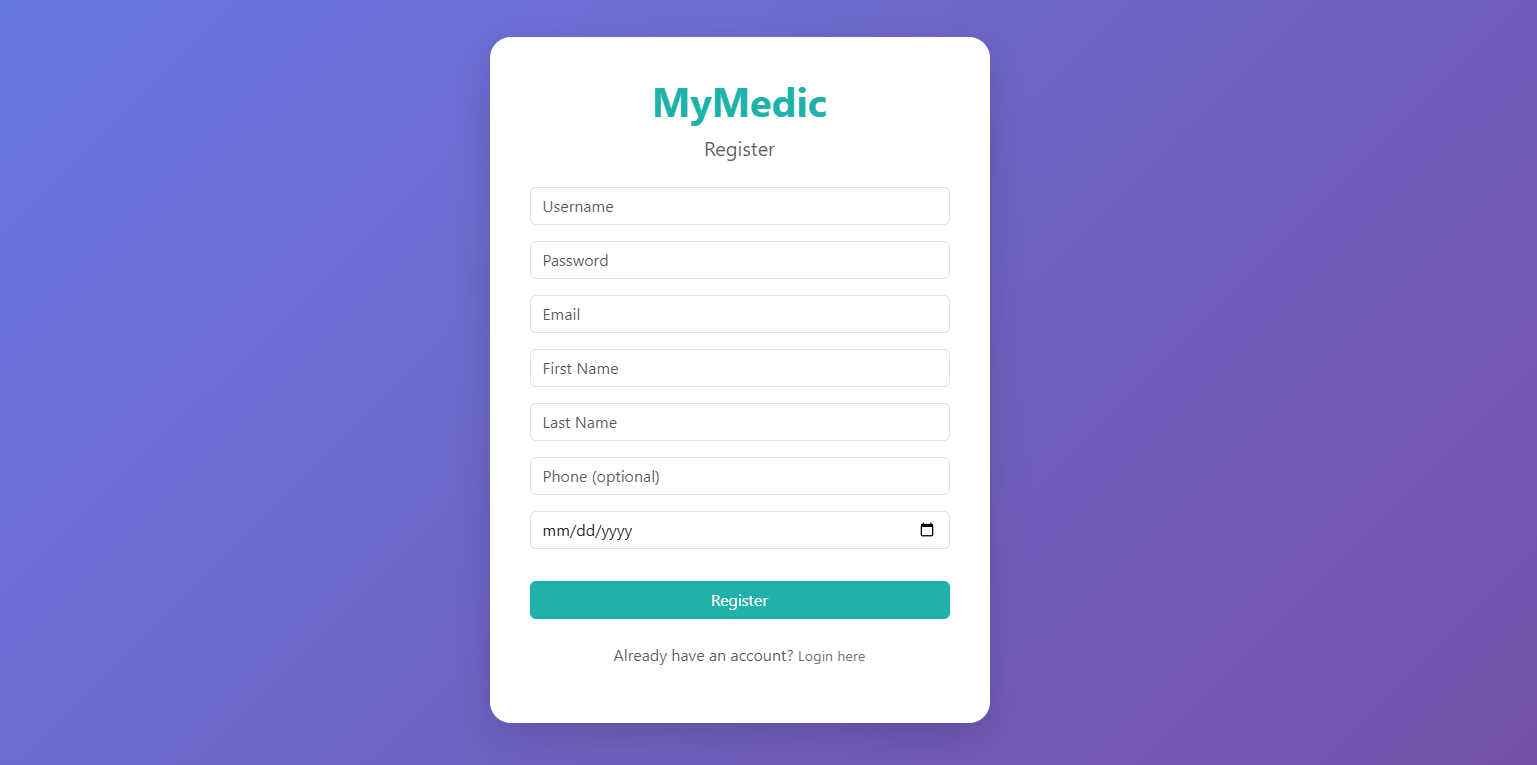 MyMedic
Register
Username
Password
Email
First Name
Last Name
Phone (optional)
mm/dd/yyyy
Register
Already have an account? Login here